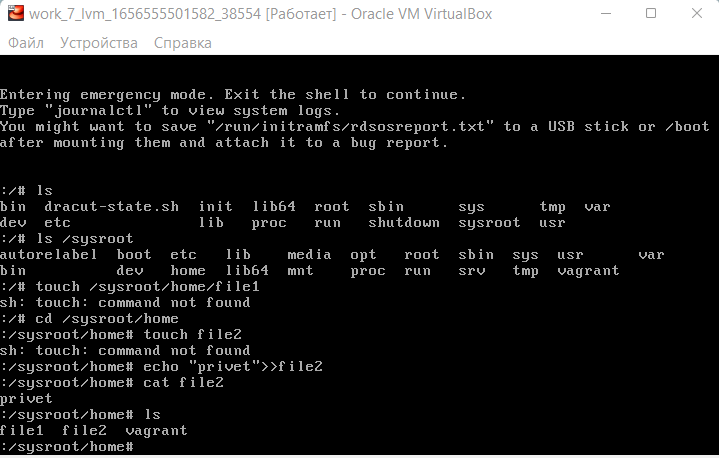 work_7_lvm_1656555501582_38554 [Работает] - Oracle VM VirtualBox
Файл Устройства Справка
Entering emergency mode. Exit the shell to continue.
Type "journalctl" to view system logs.
You might want to save "/run/initramfs/rdsosreport.txt" to a USB stick or /boot
after mounting them and attach it to a bug report.
:/# ls
bin  dracut-state.sh  init  lib64  root  sbin      sys       tmp  var
dev  etc              lib   proc   run   shutdown  sysroot  usr
:/# ls /sysroot
autorelabel  boot  etc   lib    media  opt   root  sbin  sys  usr      var
bin          dev   home  lib64  mnt    proc  run   srv   tmp  vagrant
:/# touch /sysroot/home/file1
sh: touch: command not found
:/# cd /sysroot/home
:/sysroot/home# touch file2
sh: touch: command not found
:/sysroot/home# echo "privet">>file2
:/sysroot/home# cat file2
privet
:/sysroot/home# ls
file1  file2  vagrant
:/sysroot/home#